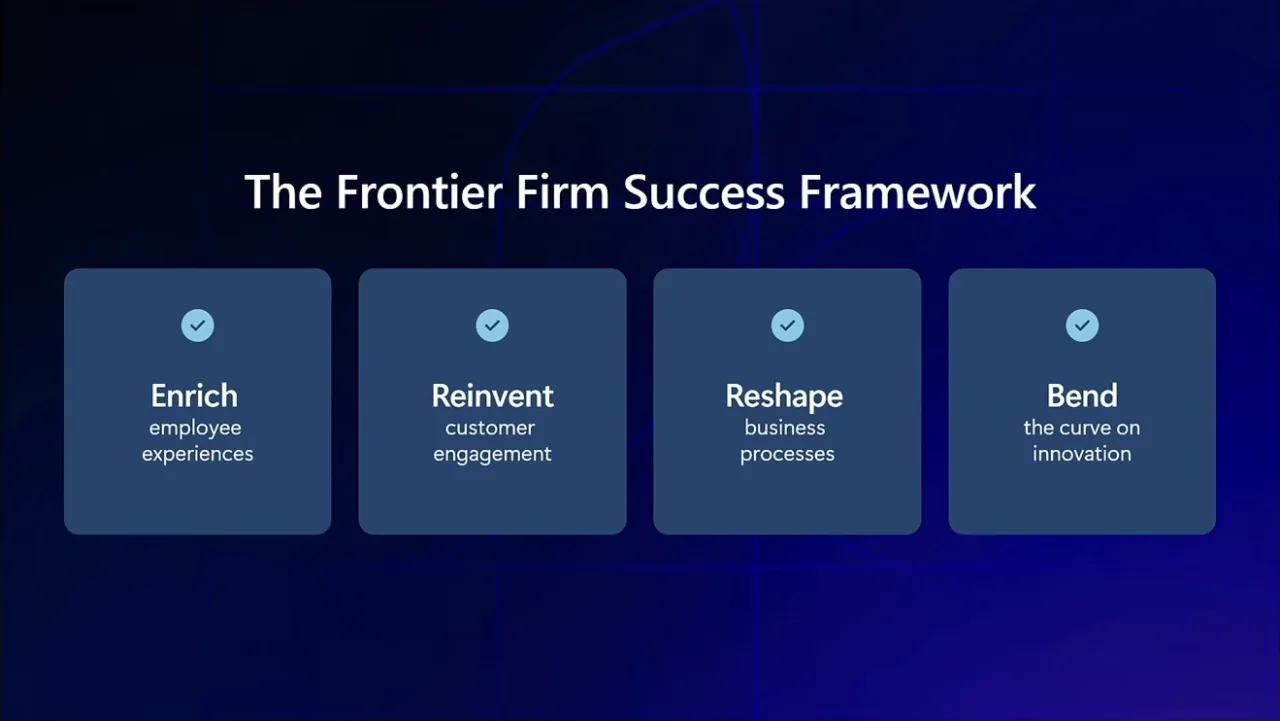 The Frontier Firm Success Framework
Enrich
employee
experiences
Reinvent
customer
engagement
Reshape
business
processes
Bend
the curve on
innovation